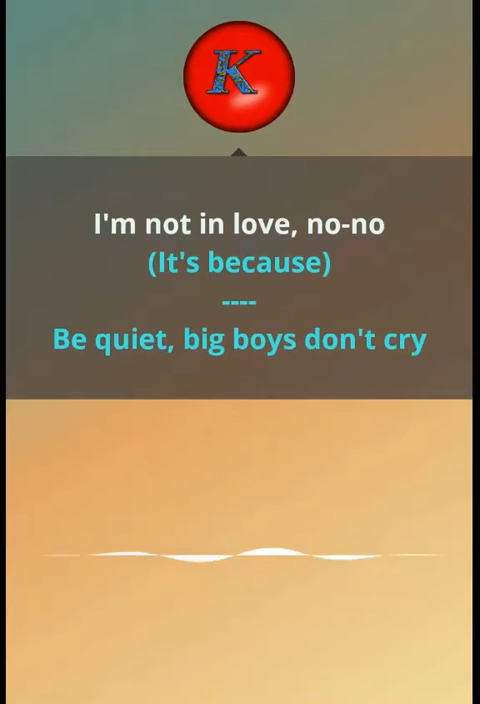 K
I'm not in love, no-no
(It's because)
----
Be quiet, big boys don't cry